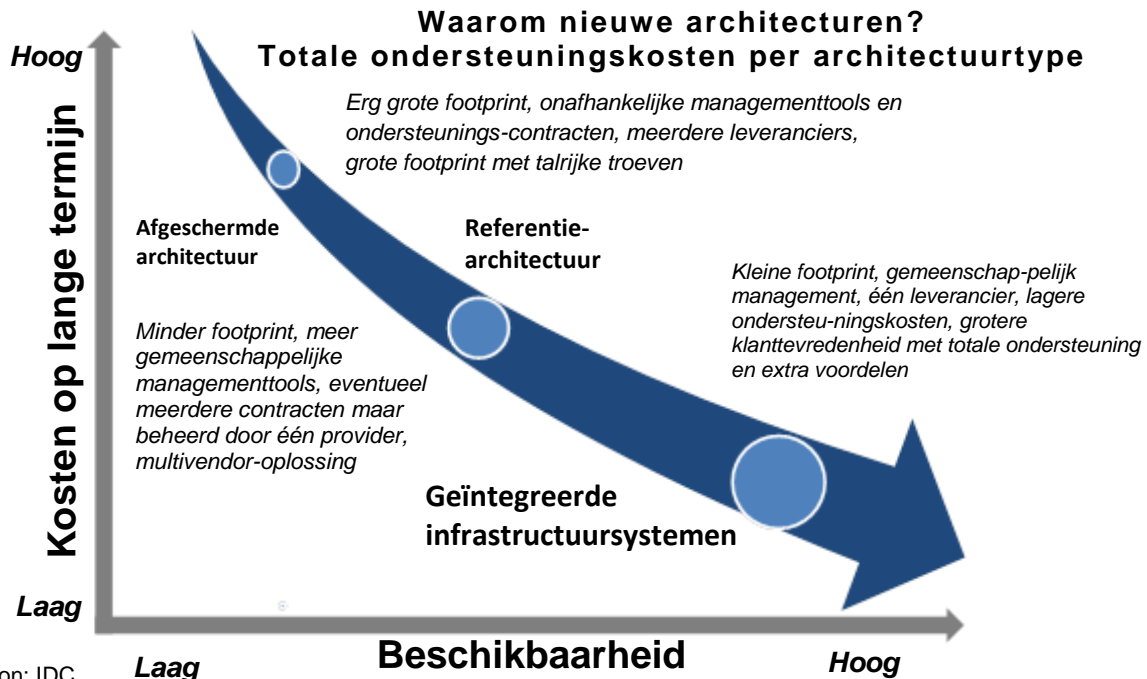 Waarom nieuwe architecturen?
Totale ondersteuningskosten per architectuurtype
Hoog
Kosten op lange termijn
Erg grote footprint, onafhankelijke managementtools en
ondersteunings-contracten, meerdere leveranciers,
grote footprint met talrijke troeven
Afgeschermde
architectuur
Referentie-
architectuur
Kleine footprint, gemeenschap-pelijk
management, één leverancier, lagere
ondersteu-ningskosten, grotere
klanttevredenheid met totale ondersteuning
en extra voordelen
Minder footprint, meer
gemeenschappelijke
managementtools, eventueel
meerdere contracten maar
beheerd door één provider,
multivendor-oplossing
Geïntegreerde
infrastructuursystemen
Laag
Laag
Beschikbaarheid
Hoog
on: IDC